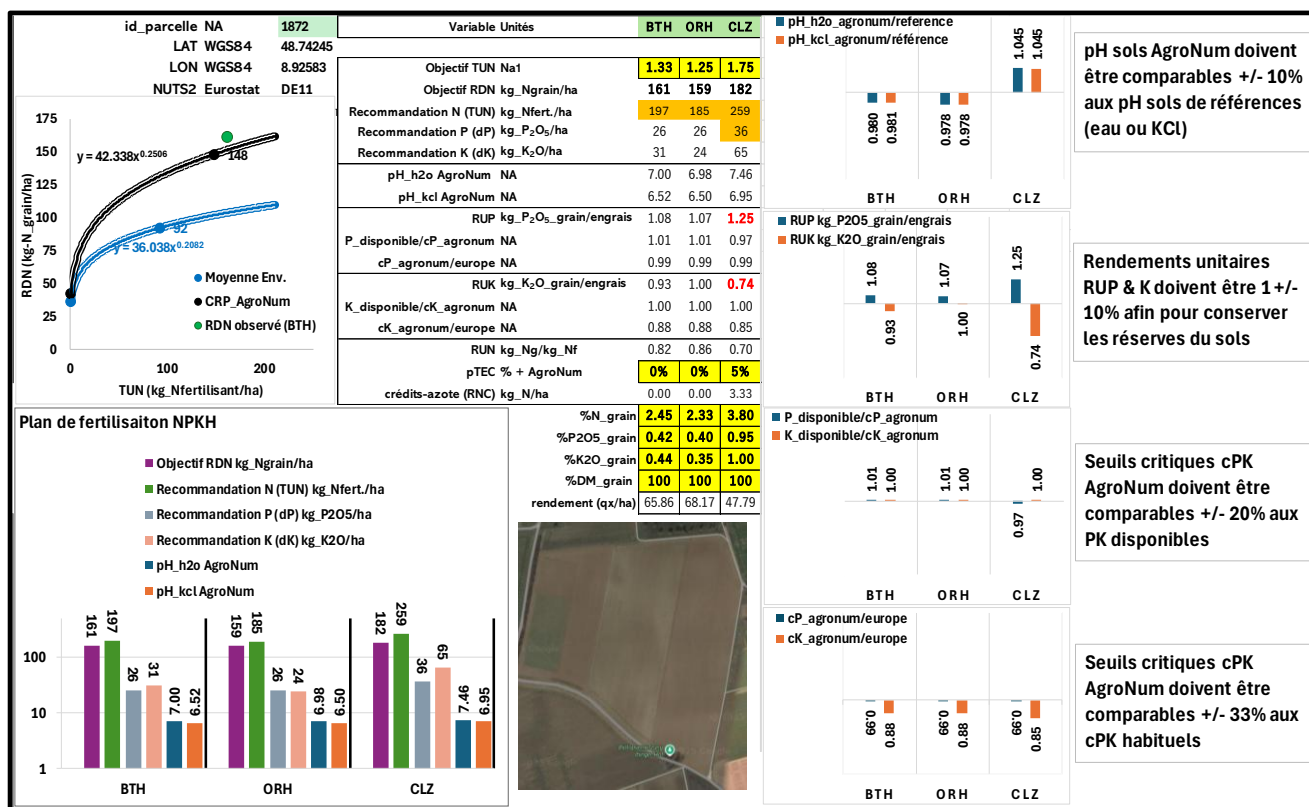 id_parcelle NA 1872
LAT WGS84 48.74245
LON WGS84 8.92583
NUTS2 Eurostat DE11
175
150
125
100
75
50
25
0
RDN (kg-N_grain/ha)
y = 42.338x^0.2506
148
92
y = 36.038x^0.2082
Moyenne Env.
CRP_AgroNum
RDN observé (BTH)
0 100 200
TUN (kg_Nfertilisant/ha)
Variable Unités BTH ORH CLZ
Objectif TUN Na1 1.33 1.25 1.75
Objectif RDN kg_Ngrain/ha 161 159 182
Recommandation N (TUN) kg_Nfert./ha 197 185 259
Recommandation P (dP) kg_P₂O₅/ha 26 26 36
Recommandation K (dK) kg_K₂O/ha 31 24 65
pH_h2o AgroNum NA 7.00 6.98 7.46
pH_kcl AgroNum NA 6.52 6.50 6.95
RUP kg_P₂O₅_grain/engrais 1.08 1.07 1.25
P_disponible/cP_agronum NA 1.01 1.01 0.97
cP_agronum/europe NA 0.99 0.99 0.99
RUK kg_K₂O_grain/engrais 0.93 1.00 0.74
K_disponible/cK_agronum NA 1.00 1.00 1.00
cK_agronum/europe NA 0.88 0.88 0.85
RUN kg_Ng/kg_Nf 0.82 0.86 0.70
pTEC % + AgroNum 0% 0% 5%
crédits-azote (RNC) kg_N/ha 0.00 0.00 3.33
%N_grain 2.45 2.33 3.80
%P2O5_grain 0.42 0.40 0.95
%K2O_grain 0.44 0.35 1.00
%DM_grain 100 100 100
rendement (qx/ha) 65.86 68.17 47.79
Plan de fertilisaiton NPKH
Objectif RDN kg_Ngrain/ha
Recommandation N (TUN) kg_Nfert./ha
Recommandation P (dP) kg_P2O5/ha
Recommandation K (dK) kg_K2O/ha
pH_h2o AgroNum
pH_kcl AgroNum
100
10
1
161 197 26 31 7.00 6.52
159 185 26 24 6.98 6.50
182 259 36 65 7.46 6.95
BTH ORH CLZ
pH_h2o_agronum/reference
pH_kcl_agronum/référence
0.980 0.981 0.978 0.978 1.045 1.045
BTH ORH CLZ
pH sols AgroNum doivent
être comparables +/- 10%
aux pH sols de références
(eau ou KCl)
RUP kg_P2O5_grain/engrais
RUK kg_K2O_grain/engrais
1.08 0.93 1.07 1.00 1.25 0.74
BTH ORH CLZ
Rendements unitaires
RUP & K doivent être 1 +/-
10% afin pour conserver
les réserves du sols
P_disponible/cP_agronum
K_disponible/cK_agronum
1.01 1.00 1.01 1.00 0.97 1.00
BTH ORH CLZ
Seuils critiques cPK
AgroNum doivent être
comparables +/- 20% aux
PK disponibles
cP_agronum/europe
cK_agronum/europe
0.99 0.88 0.99 0.88 0.99 0.85
BTH ORH CLZ
Seuils critiques cPK
AgroNum doivent être
comparables +/- 33% aux
cPK habituels